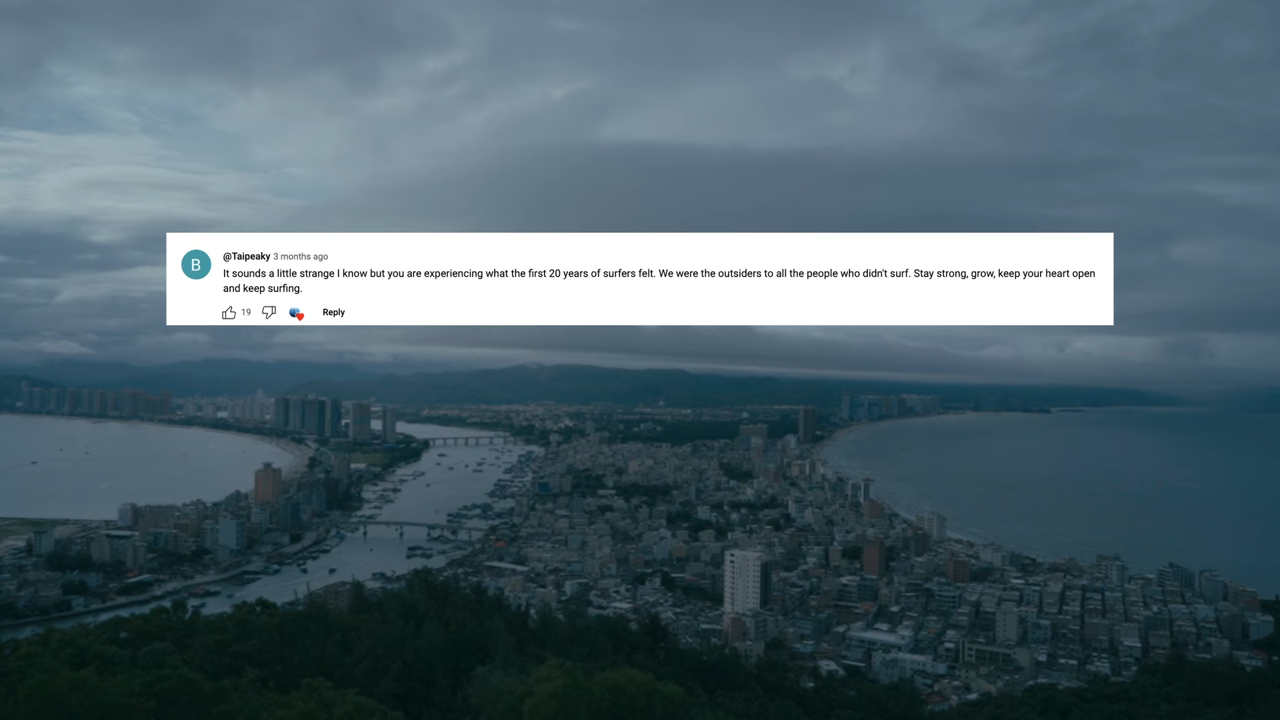 B
@Taipeaky 3 months ago
It sounds a little strange I know but you are experiencing what the first 20 years of surfers felt. We were the outsiders to all the people who didn't surf. Stay strong, grow, keep your heart open
and keep surfing.
19 Reply